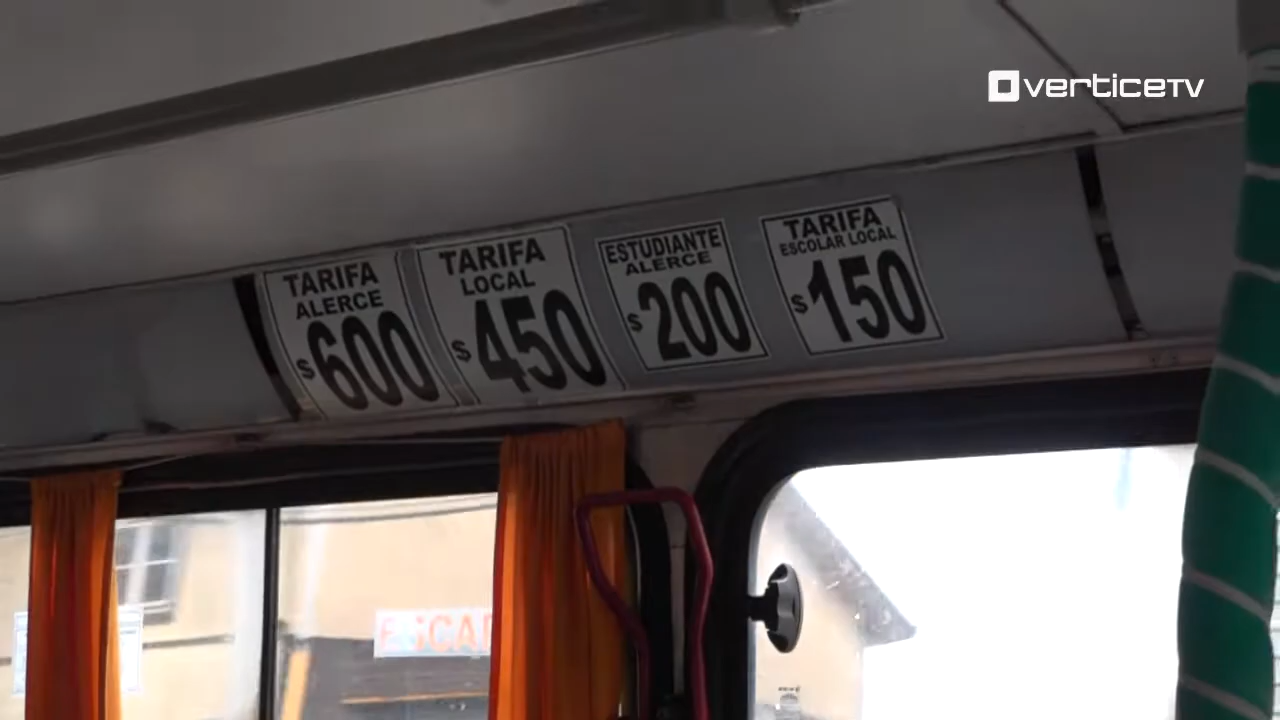 verticeTV
TARIFA
ALERCE
$600
TARIFA
LOCAL
$450
ESTUDIANTE
ALERCE
$200
TARIFA
ESCOLAR LOCAL
$150